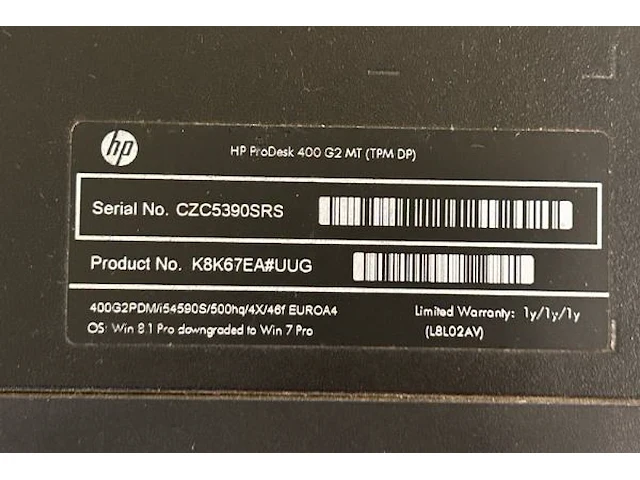 hp
HP ProDesk 400 G2 MT (TPM DP)
Serial No. CZC5390SRS
Product No. K8K67EA#UUG
400G2PDM/i54590S/500hq/4X/46f EUROA4
OS: Win 8.1 Pro downgraded to Win 7 Pro
Limited Warranty: 1y/1y/1y
(L8L02AV)